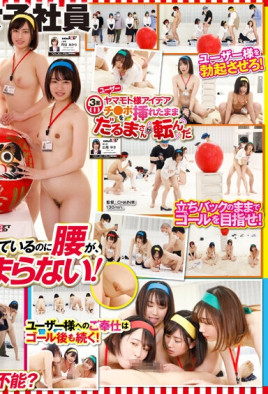 子社員
ユーザー様を
勃起させろ!
ユーザー
ヤマモト様アイデア
チ●ポを挿れたまま
だるまさんが転んだ
立ちバックのままで
ゴールを目指せ!
ているのに腰が、
まらない!
ユーザー様へのご奉仕は
ゴール後も続く!
不能?